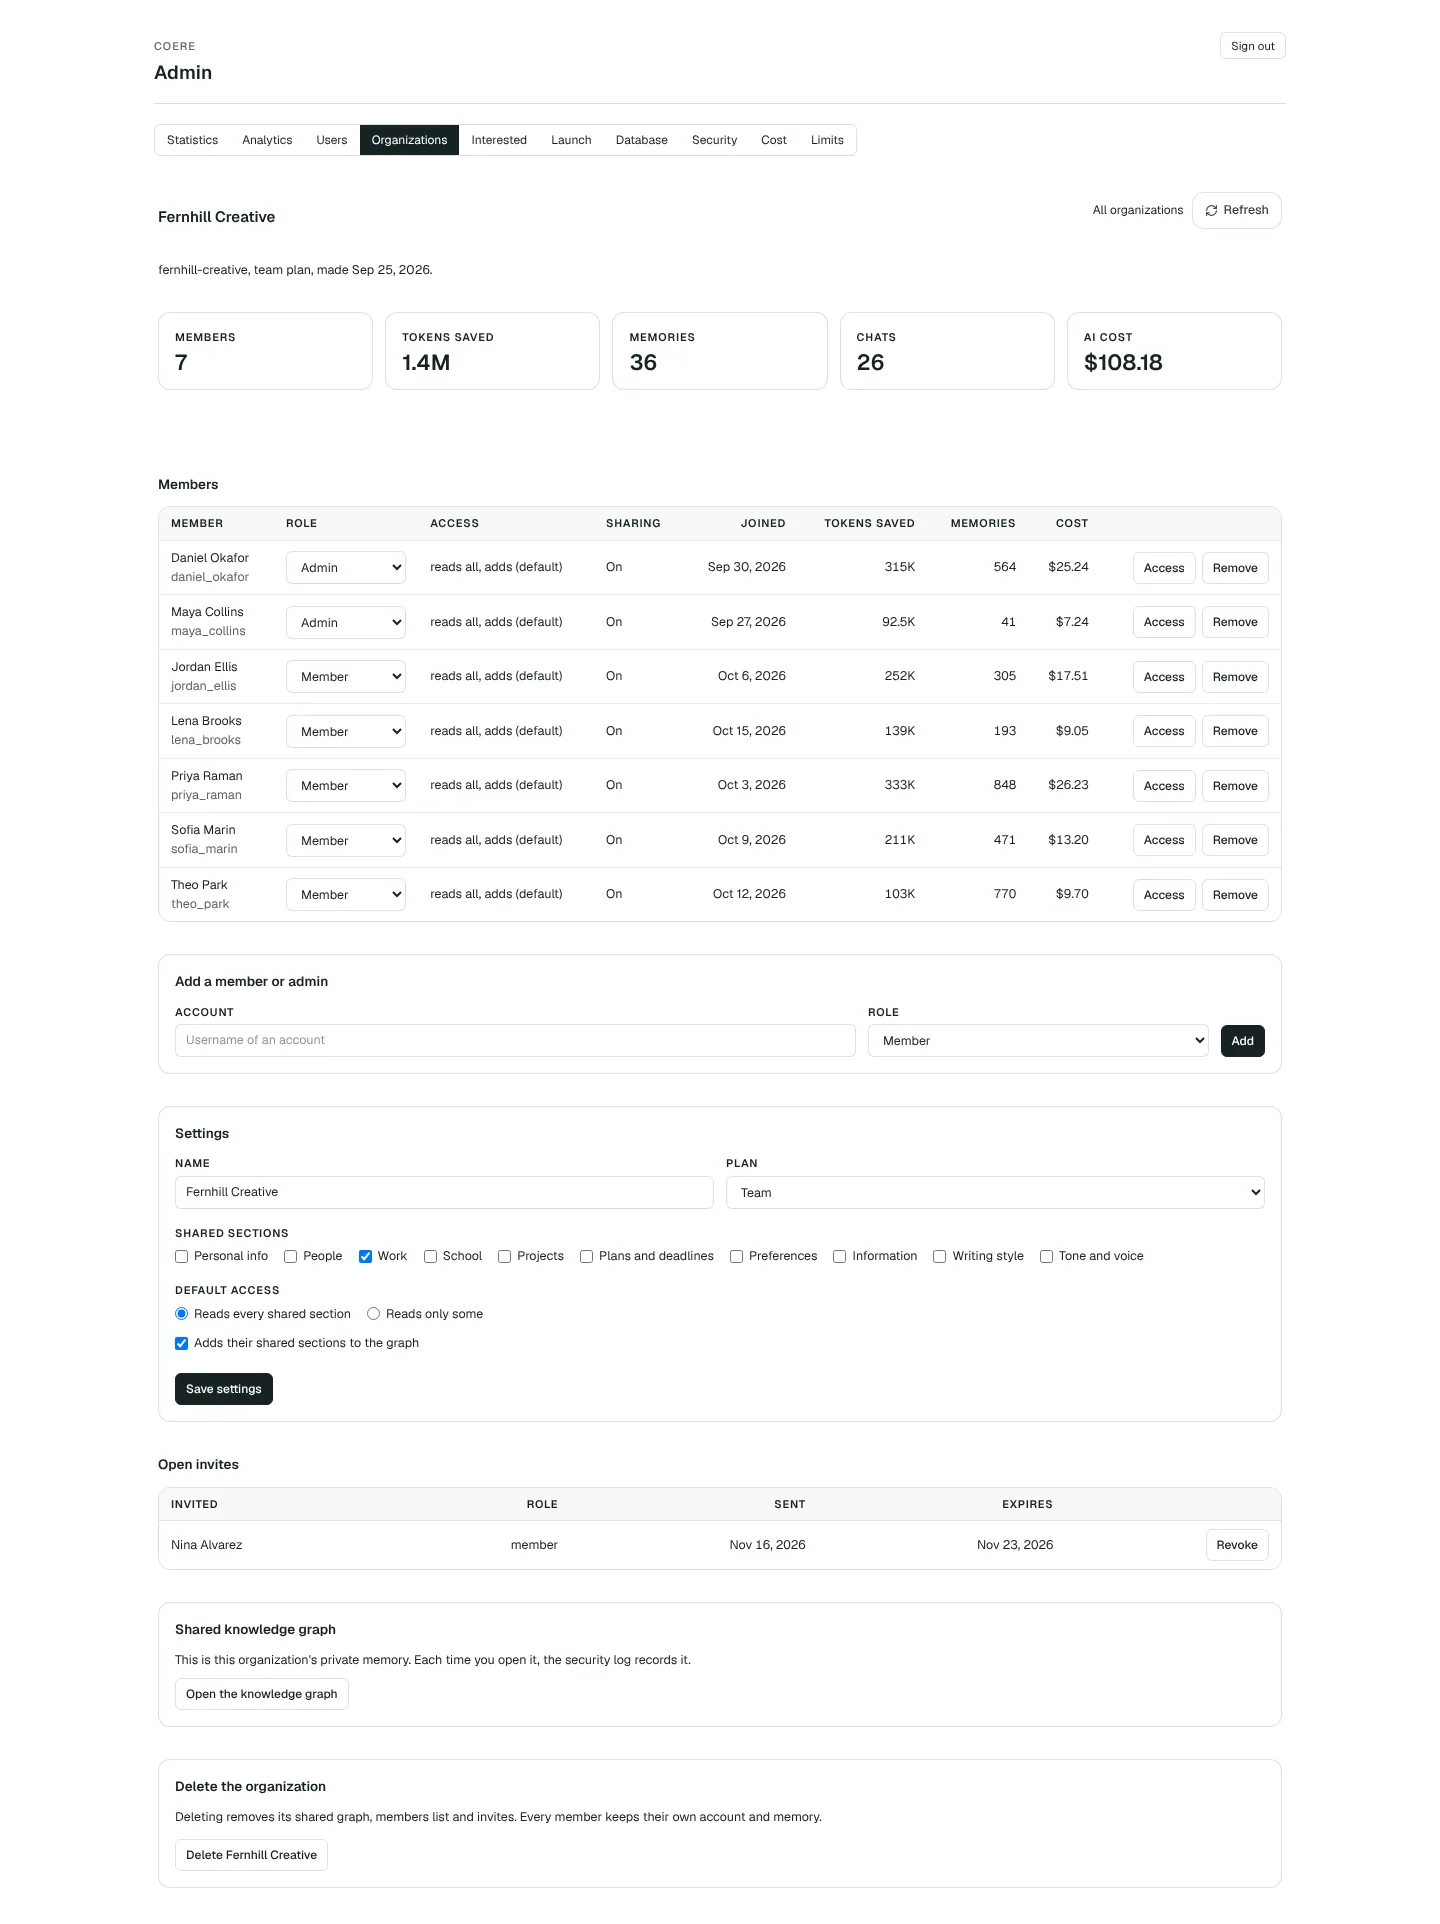 COERE
Sign out
Admin
Statistics Analytics Users Organizations Interested Launch Database Security Cost Limits
Fernhill Creative
All organizations Refresh
fernhill-creative, team plan, made Sep 25, 2026.
MEMBERS TOKENS SAVED MEMORIES CHATS AI COST
7 1.4M 36 26 $108.18
Members
MEMBER ROLE ACCESS SHARING JOINED TOKENS SAVED MEMORIES COST
Daniel Okafor
daniel_okafor
Admin reads all, adds (default) On Sep 30, 2026 315K 564 $25.24 Access Remove
Maya Collins
maya_collins
Admin reads all, adds (default) On Sep 27, 2026 92.5K 41 $7.24 Access Remove
Jordan Ellis
jordan_ellis
Member reads all, adds (default) On Oct 6, 2026 252K 305 $17.51 Access Remove
Lena Brooks
lena_brooks
Member reads all, adds (default) On Oct 15, 2026 139K 193 $9.05 Access Remove
Priya Raman
priya_raman
Member reads all, adds (default) On Oct 3, 2026 333K 848 $26.23 Access Remove
Sofia Marin
sofia_marin
Member reads all, adds (default) On Oct 9, 2026 211K 471 $13.20 Access Remove
Theo Park
theo_park
Member reads all, adds (default) On Oct 12, 2026 103K 770 $9.70 Access Remove
Add a member or admin
ACCOUNT ROLE
Username of an account Member Add
Settings
NAME PLAN
Fernhill Creative Team
SHARED SECTIONS
Personal info People Work School Projects Plans and deadlines Preferences Information Writing style Tone and voice
DEFAULT ACCESS
Reads every shared section Reads only some
Adds their shared sections to the graph
Save settings
Open invites
INVITED ROLE SENT EXPIRES
Nina Alvarez member Nov 16, 2026 Nov 23, 2026 Revoke
Shared knowledge graph
This is this organization's private memory. Each time you open it, the security log records it.
Open the knowledge graph
Delete the organization
Deleting removes its shared graph, members list and invites. Every member keeps their own account and memory.
Delete Fernhill Creative